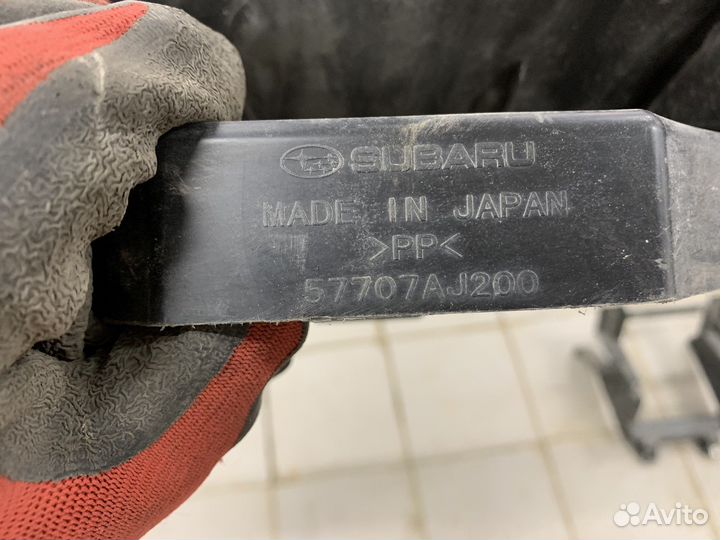 SUBARU
MADE IN JAPAN
>PP<
57707AJ200
Avito